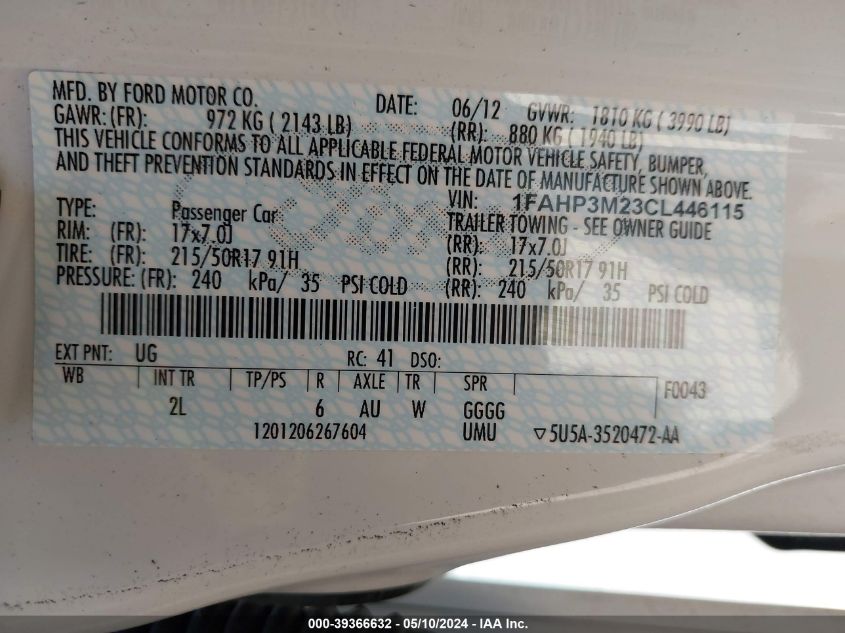 MFD. BY FORD MOTOR CO. DATE: 06/12 GVWR: 1810 KG ( 3990 LB)
GAWR: (FR): 972 KG ( 2143 LB) (RR): 880 KG ( 1940 LB)
THIS VEHICLE CONFORMS TO ALL APPLICABLE FEDERAL MOTOR VEHICLE SAFETY, BUMPER,
AND THEFT PREVENTION STANDARDS IN EFFECT ON THE DATE OF MANUFACTURE SHOWN ABOVE.
VIN: 1FAHP3M23CL446115
TYPE: Passenger Car TRAILER TOWING - SEE OWNER GUIDE
RIM: (FR): 17x7.0J (RR): 17x7.0J
TIRE: (FR): 215/50R17 91H (RR): 215/50R17 91H
PRESSURE: (FR): 240 kPa/ 35 PSI COLD (RR): 240 kPa/ 35 PSI COLD
EXT PNT: UG RC: 41 DSO:
WB INT TR TP/PS R AXLE TR SPR F0043
2L 6 AU W GGGG
1201206267604 UMU ▽5U5A-3520472-AA
000-39366632 - 05/10/2024 - IAA Inc.